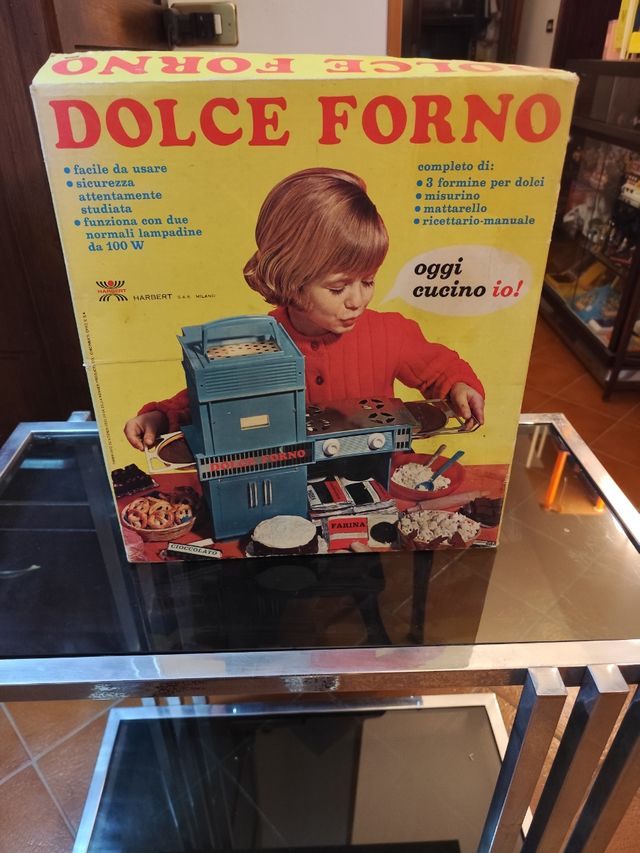 DOLCE FORNO
DOLCE FORNO
• facile da usare
• sicurezza
attentamente
studiata
• funziona con due
normali lampadine
da 100 W
completo di:
• 3 formine per dolci
• misurino
• mattarello
• ricettario-manuale
HARBERT
HARBERT S.A.S. MILANO
oggi
cucino io!
DOLCE FORNO
FARINA
CIOCCOLATO